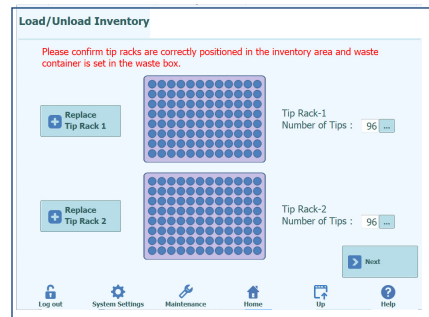 Load/Unload Inventory
Please confirm tip racks are correctly positioned in the inventory area and waste
container is set in the waste box.
Replace
Tip Rack 1
Tip Rack-1
Number of Tips : 96 ...
Replace
Tip Rack 2
Tip Rack-2
Number of Tips : 96 ...
Next
Log out System Settings Maintenance Home Up Help